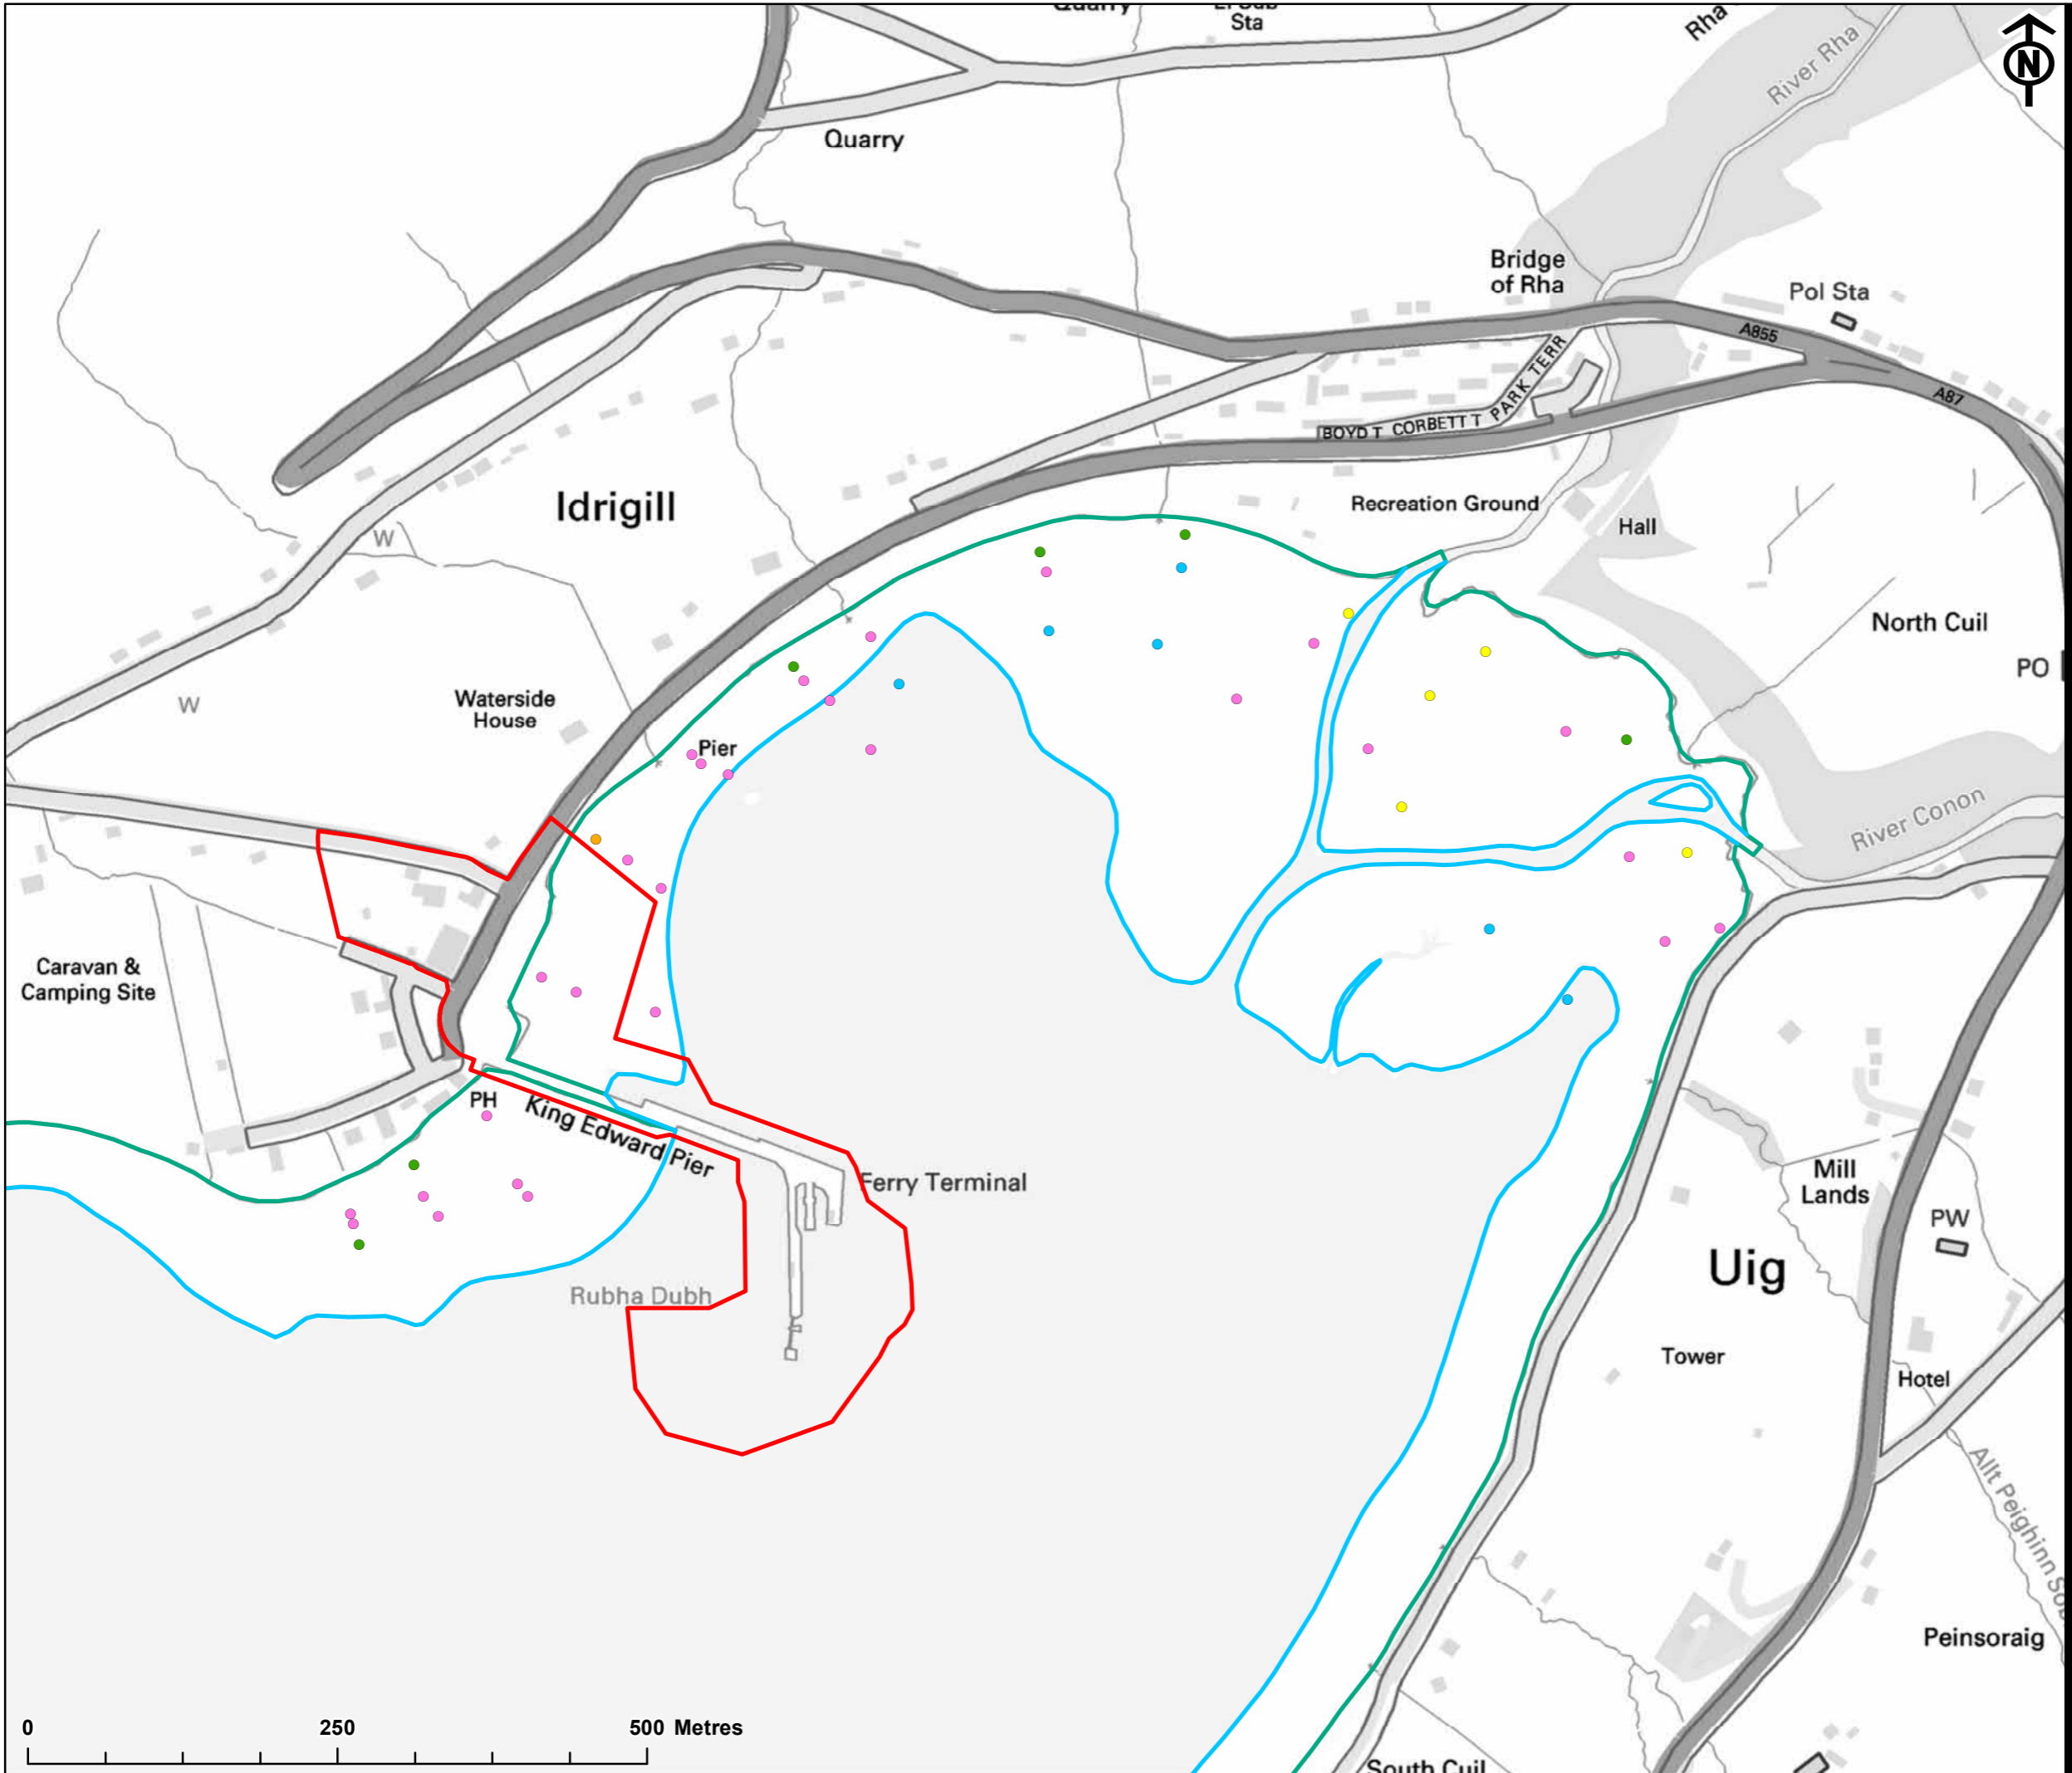 Quarry
El Sub
Sta
Rha
River Rha
N
Quarry
Bridge
of Rha
Pol Sta
A855
A87
PARK TERR
BOYD T CORBETT T
Idrigill
Recreation Ground
Hall
W
North Cuil
PO
W
Waterside
House
Pier
River Conon
Caravan &
Camping Site
PH
King Edward Pier
Ferry Terminal
Mill
Lands
PW
Uig
Rubha Dubh
Tower
Hotel
Allt Peighinn
Peinsoraig
0 250 500 Metres
South Cuil